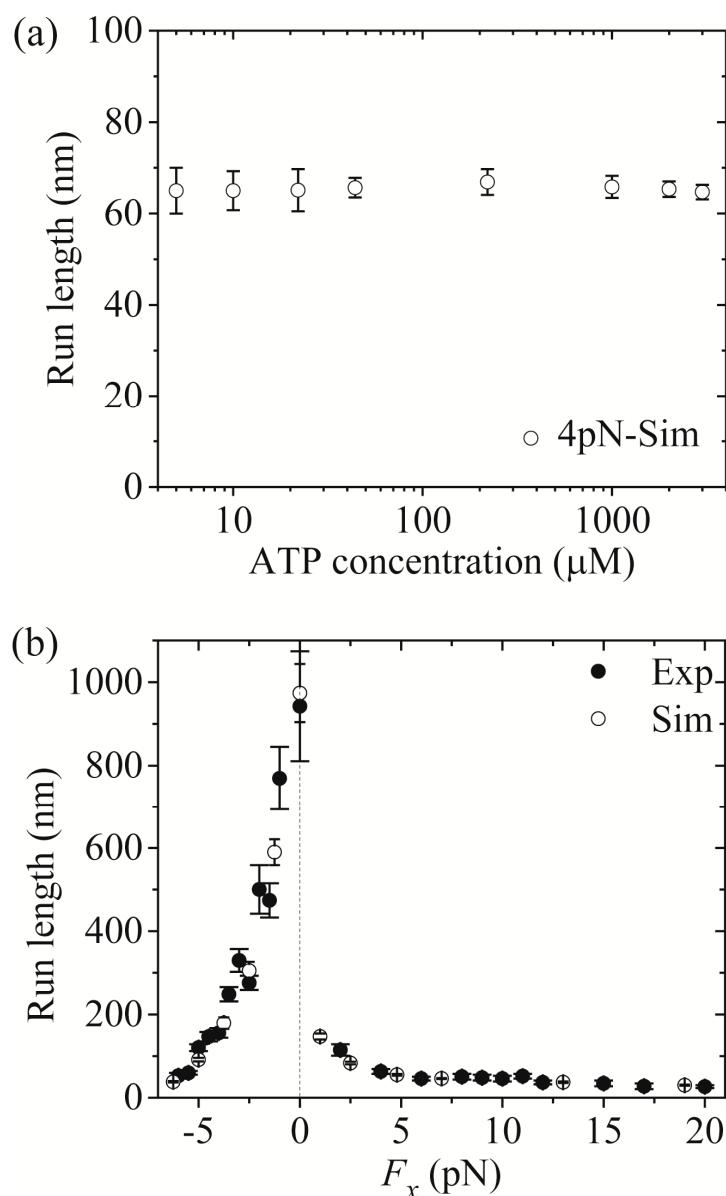 (a)
100
80
60
40
20
0
Run length (nm)
4pN-Sim
10
100
1000
ATP concentration (μM)
(b)
1000
800
600
400
200
0
Run length (nm)
Exp
Sim
-5
0
5
10
15
20
Fx (pN)